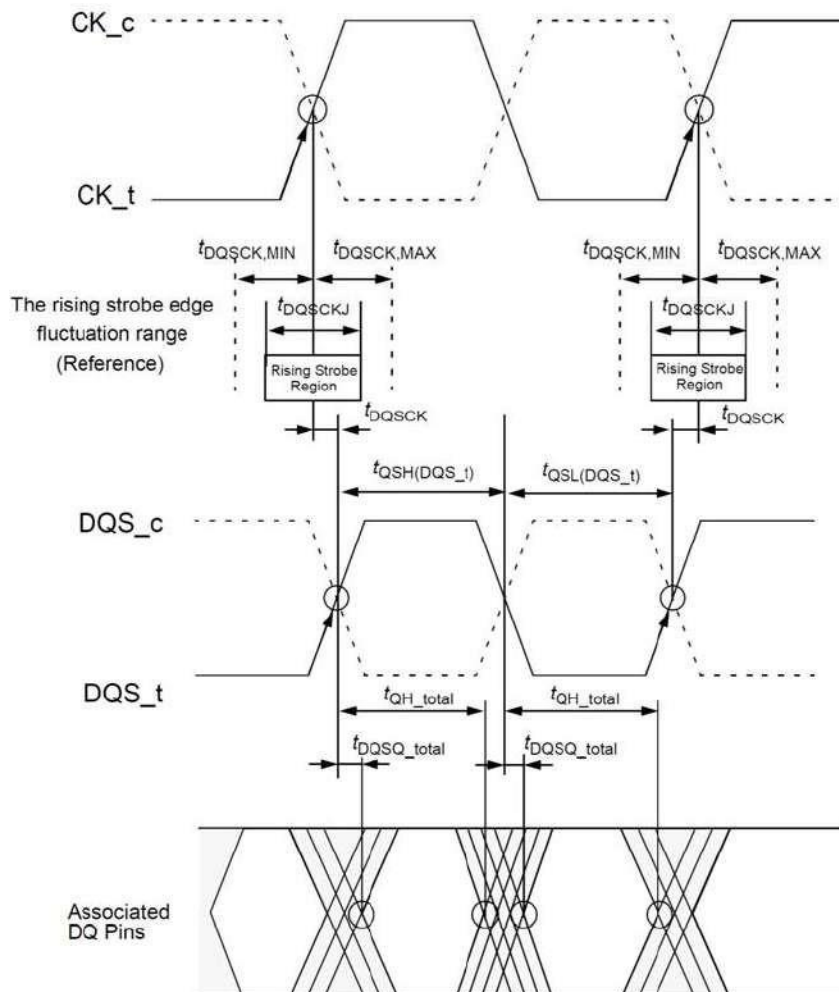 CK_c
CK_t
tDQSCK,MIN tDQSCK,MAX tDQSCK,MIN tDQSCK,MAX
The rising strobe edge
fluctuation range
(Reference)
tDQSCKJ tDQSCKJ
Rising Strobe
Region
Rising Strobe
Region
tDQSCK tDQSCK
tQSH(DQS_t) tQSL(DQS_t)
DQS_c
DQS_t
tQH_total tQH_total
tDQSQ_total tDQSQ_total
Associated
DQ Pins